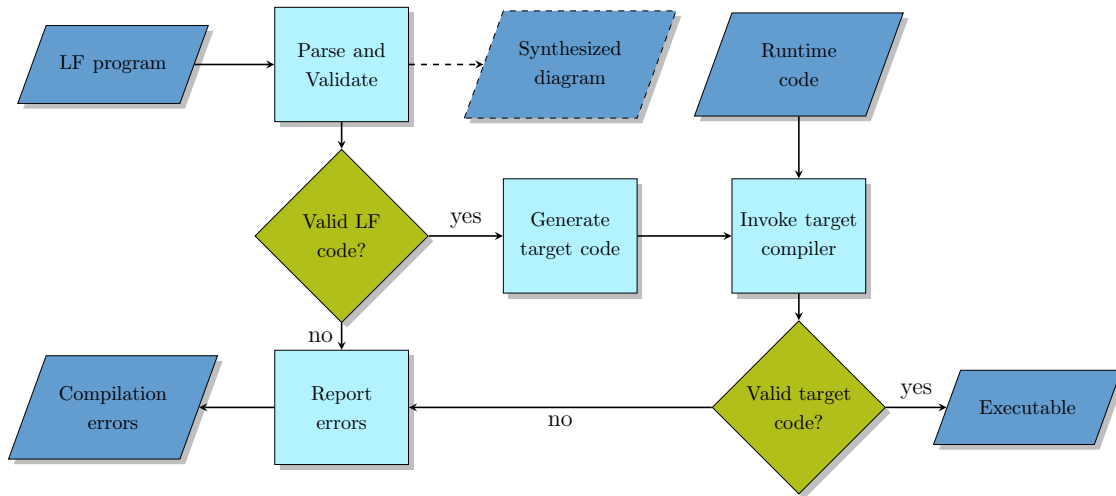 LF program
Parse and
Validate
Synthesized
diagram
Runtime
code
Valid LF
code?
yes
Generate
target code
Invoke target
compiler
no
Compilation
errors
Report
errors
no
Valid target
code?
yes
Executable